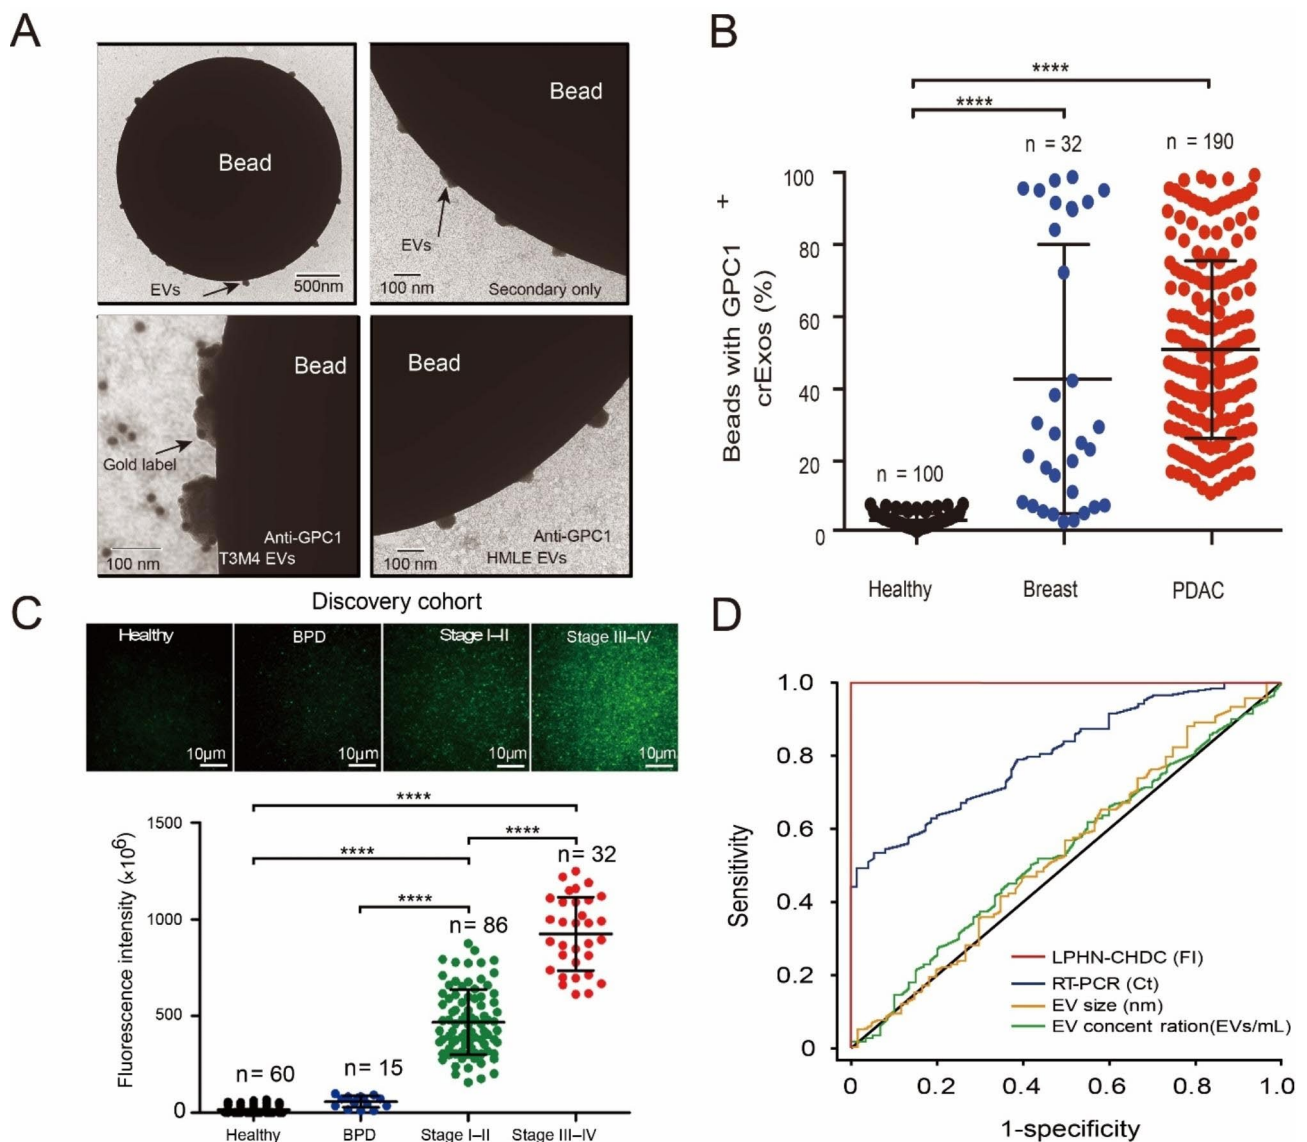 A
Bead
EVs
500nm
Bead
EVs
100 nm
Secondary only
Bead
Gold label
Anti-GPC1
T3M4 EVs
100 nm
Bead
Anti-GPC1
HMLE EVs
100 nm
B
****
****
n = 32
n = 190
n = 100
Beads with GPC1 +
crExos (%)
100
80
60
40
20
0
Healthy
Breast
PDAC
C
Discovery cohort
Healthy
BPD
Stage I–II
Stage III–IV
10μm
10μm
10μm
10μm
****
****
****
****
n= 60
n= 15
n= 86
n= 32
Fluorescence intensity (×10⁶)
1500
1000
500
0
Healthy
BPD
Stage I–II
Stage III–IV
D
Sensitivity
1.0
0.8
0.6
0.4
0.2
0
LPHN-CHDC (FI)
RT-PCR (Ct)
EV size (nm)
EV concent ration(EVs/mL)
0
0.2
0.4
0.6
0.8
1.0
1-specificity